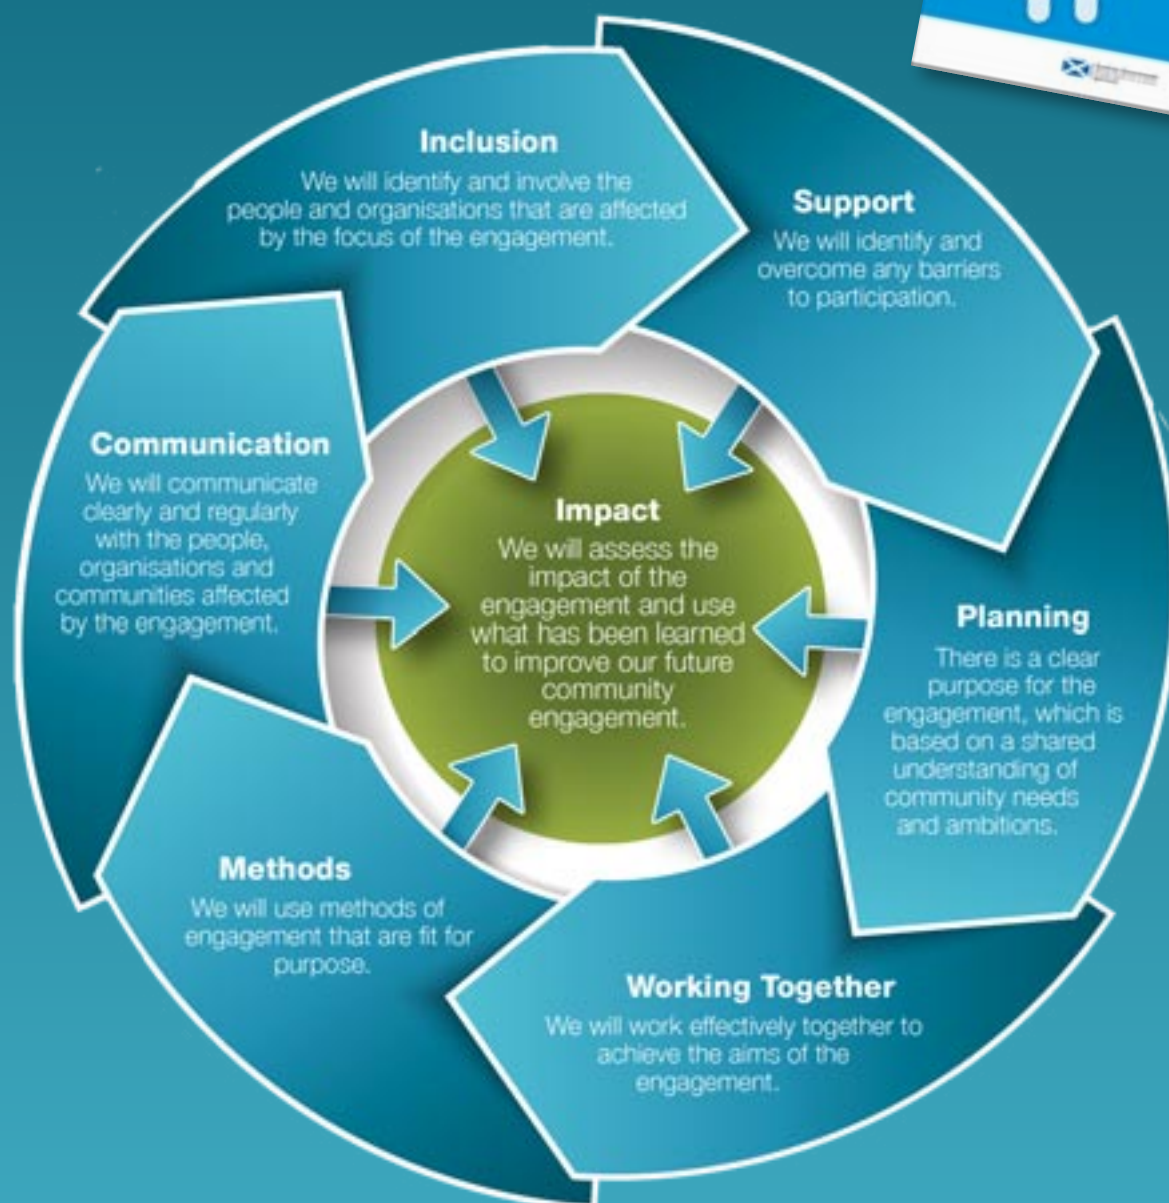 Inclusion
We will identify and involve the
people and organisations that are affected
by the focus of the engagement.
Support
We will identify and
overcome any barriers
to participation.
Planning
There is a clear
purpose for the
engagement, which is
based on a shared
understanding of
community needs
and ambitions.
Working Together
We will work effectively together to
achieve the aims of the
engagement.
Methods
We will use methods of
engagement that are fit for
purpose.
Communication
We will communicate
clearly and regularly
with the people,
organisations and
communities affected
by the engagement.
Impact
We will assess the
impact of the
engagement and use
what has been learned
to improve our future
community
engagement.